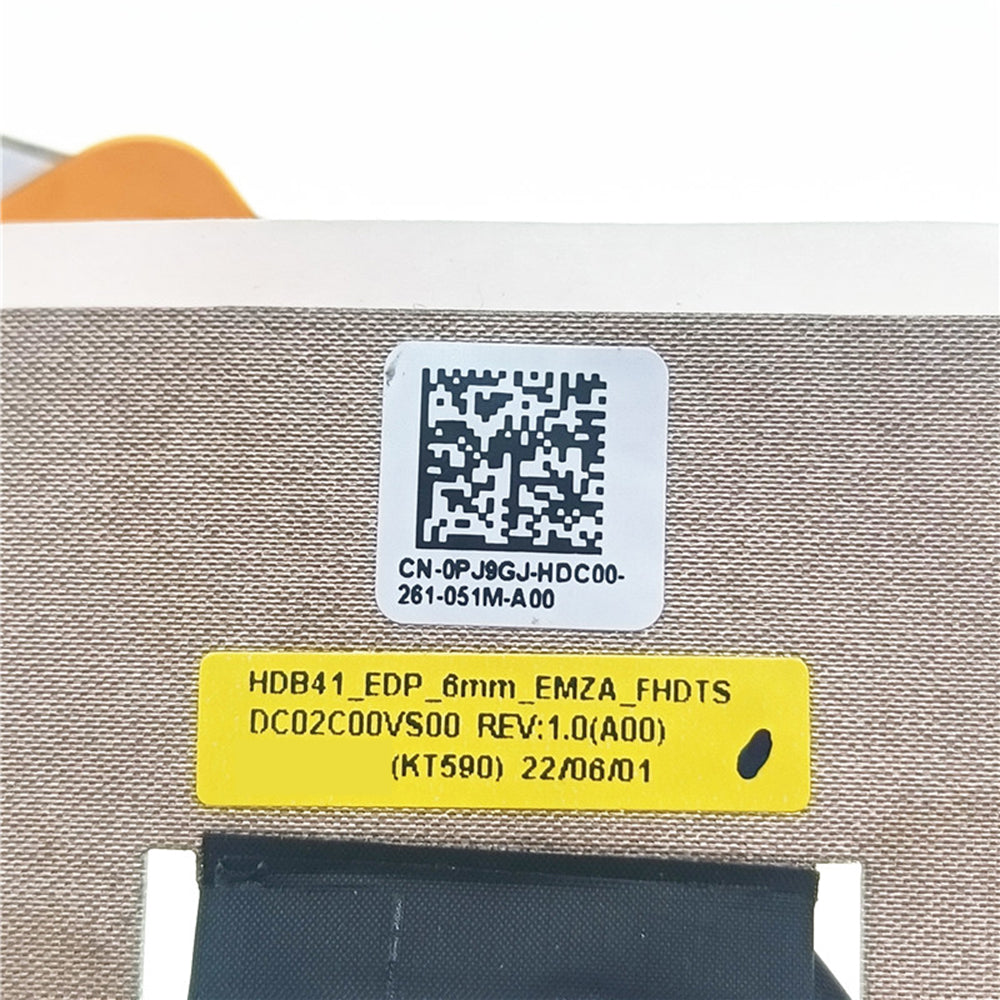 CN-0PJ9GJ-HDC00-
261-051M-A00
HDB41_EDP_6mm_EMZA_FHDTS
DC02C00VS00 REV:1.0(A00)
(KT590) 22/06/01